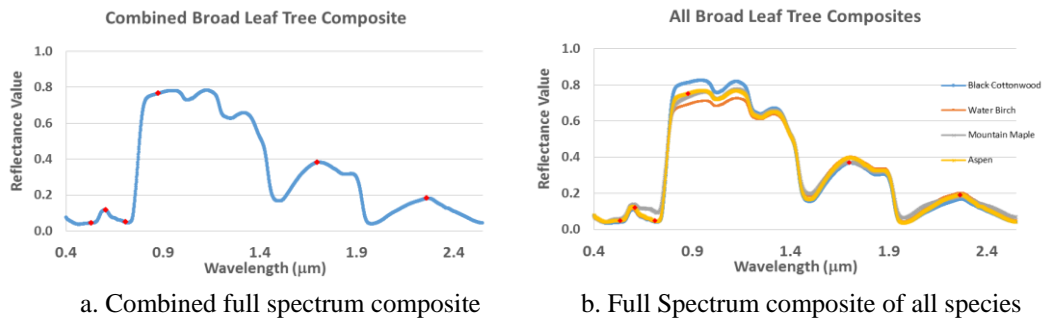 Combined Broad Leaf Tree Composite
Reflectance Value
1.0
0.8
0.6
0.4
0.2
0.0
0.4
0.9
1.4
1.9
2.4
Wavelength (µm)
a. Combined full spectrum composite
All Broad Leaf Tree Composites
Reflectance Value
1.0
0.8
0.6
0.4
0.2
0.0
0.4
0.9
1.4
1.9
2.4
Wavelength (µm)
Black Cottonwood
Water Birch
Mountain Maple
Aspen
b. Full Spectrum composite of all species